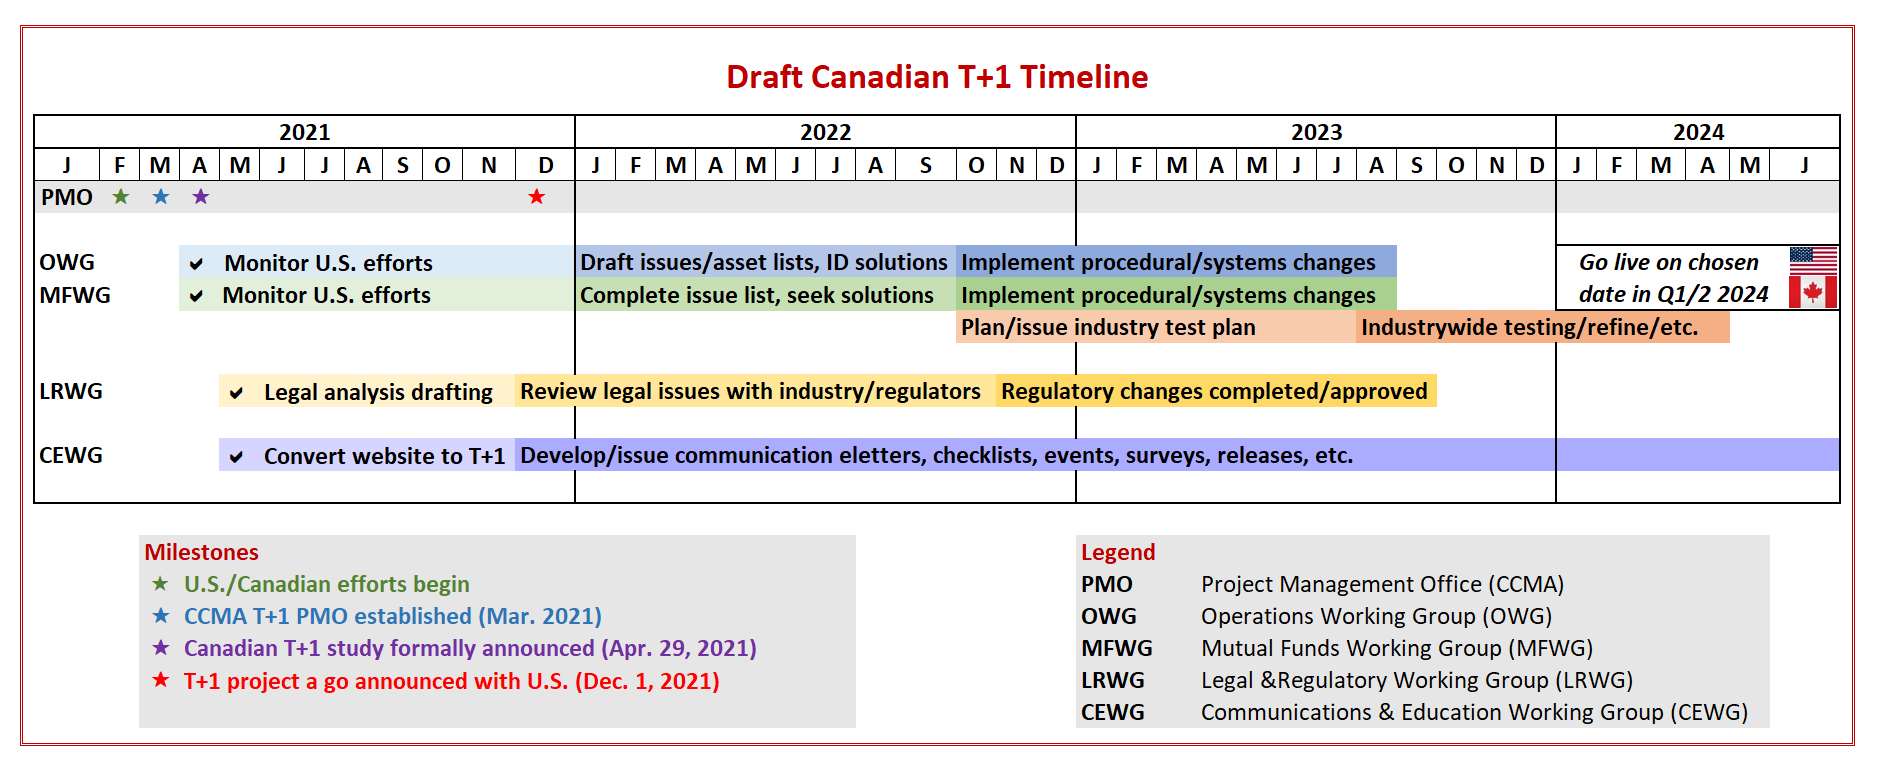 Draft Canadian T+1 Timeline
2021 2022 2023 2024
J F M A M J J A S O N D J F M A M J J A S O N D J F M A M J J A S O N D J F M A M J
PMO
OWG Monitor U.S. efforts Draft issues/asset lists, ID solutions Implement procedural/systems changes Go live on chosen
MFWG Monitor U.S. efforts Complete issue list, seek solutions Implement procedural/systems changes date in Q1/2 2024
Plan/issue industry test plan Industrywide testing/refine/etc.
LRWG Legal analysis drafting Review legal issues with industry/regulators Regulatory changes completed/approved
CEWG Convert website to T+1 Develop/issue communication eletters, checklists, events, surveys, releases, etc.
Milestones
U.S./Canadian efforts begin
CCMA T+1 PMO established (Mar. 2021)
Canadian T+1 study formally announced (Apr. 29, 2021)
T+1 project a go announced with U.S. (Dec. 1, 2021)
Legend
PMO Project Management Office (CCMA)
OWG Operations Working Group (OWG)
MFWG Mutual Funds Working Group (MFWG)
LRWG Legal &Regulatory Working Group (LRWG)
CEWG Communications & Education Working Group (CEWG)